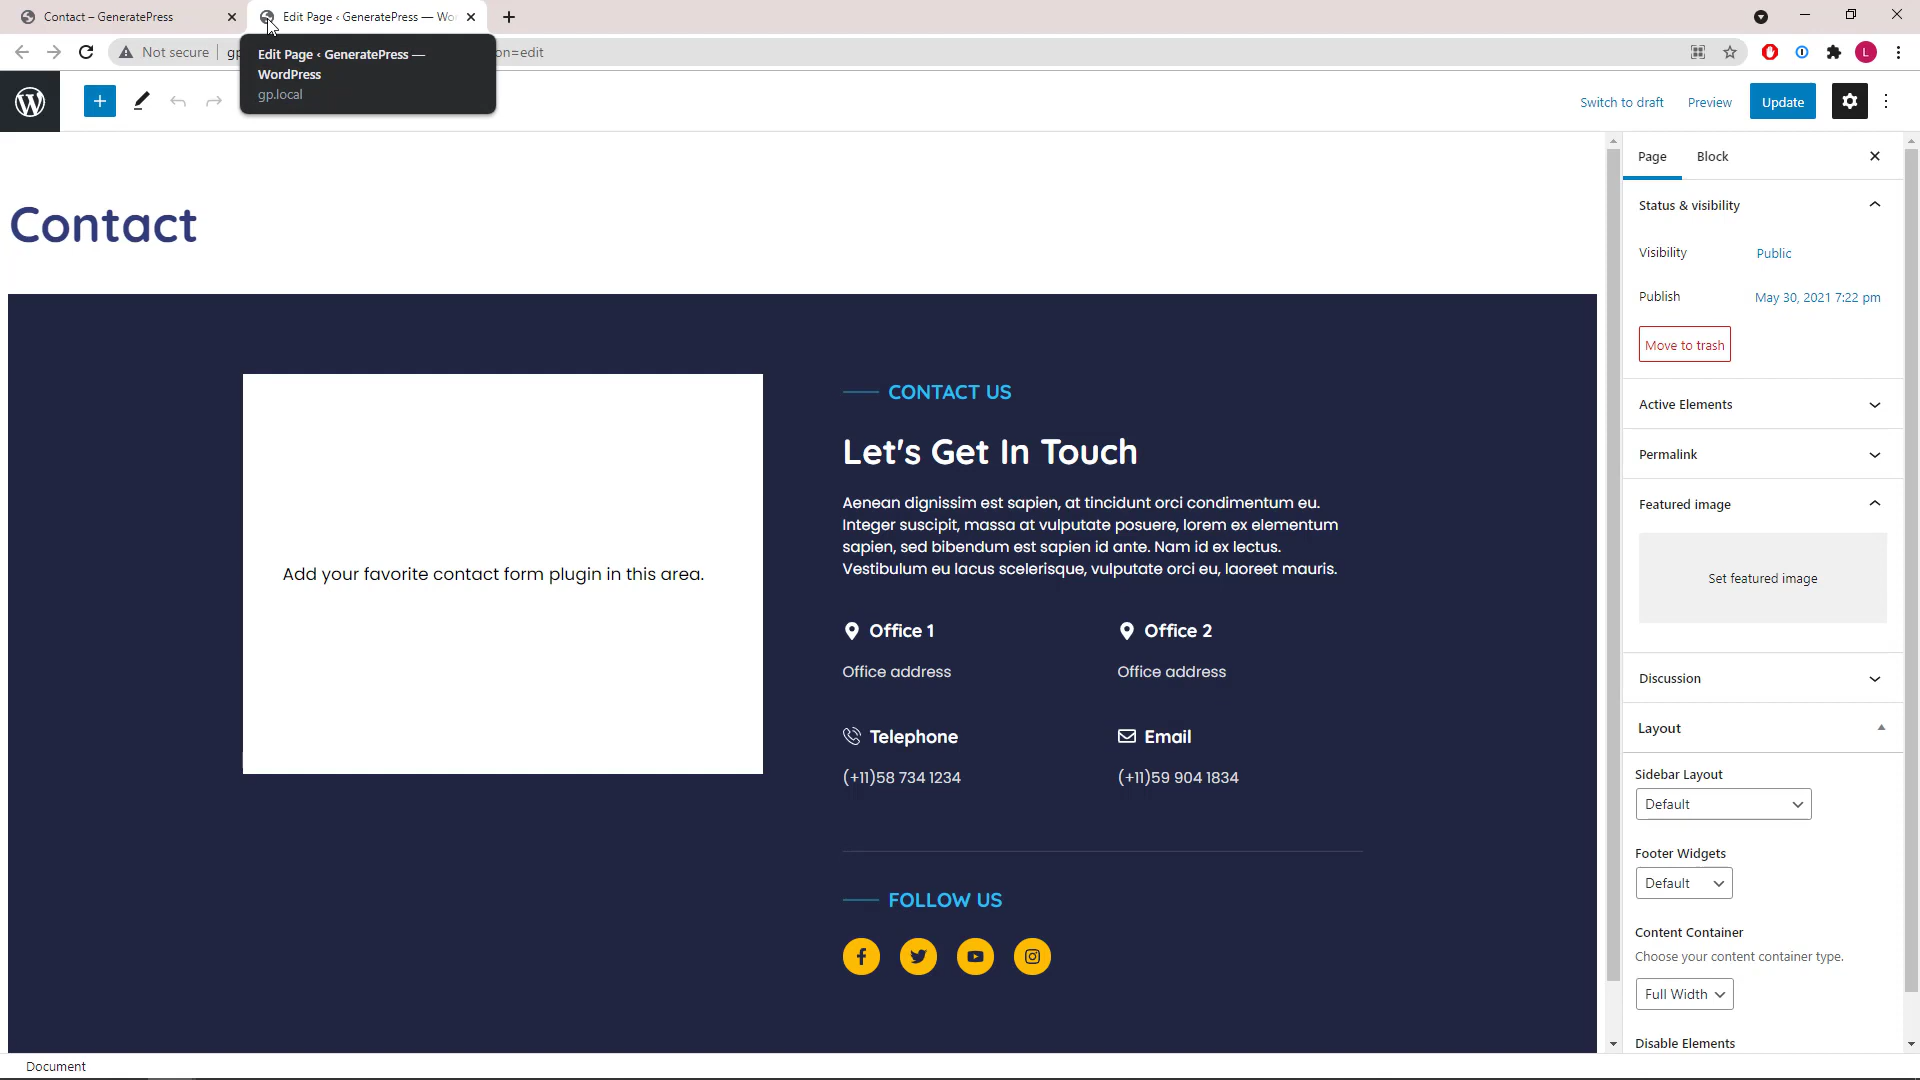 Contact – GeneratePress
Edit Page ‹ GeneratePress — Wo
Not secure
gp
on=edit
Edit Page ‹ GeneratePress —
WordPress
gp.local
Switch to draft
Preview
Update
Page
Block
Contact
Status & visibility
Visibility
Public
Publish
May 30, 2021 7:22 pm
Move to trash
Active Elements
Permalink
Featured image
Set featured image
Discussion
Layout
Sidebar Layout
Default
Footer Widgets
Default
Content Container
Choose your content container type.
Full Width
Disable Elements
Add your favorite contact form plugin in this area.
CONTACT US
Let's Get In Touch
Aenean dignissim est sapien, at tincidunt orci condimentum eu.
Integer suscipit, massa at vulputate posuere, lorem ex elementum
sapien, sed bibendum est sapien id ante. Nam id ex lectus.
Vestibulum eu lacus scelerisque, vulputate orci eu, laoreet mauris.
Office 1
Office address
Office 2
Office address
Telephone
(+11)58 734 1234
Email
(+11)59 904 1834
FOLLOW US
Document
L